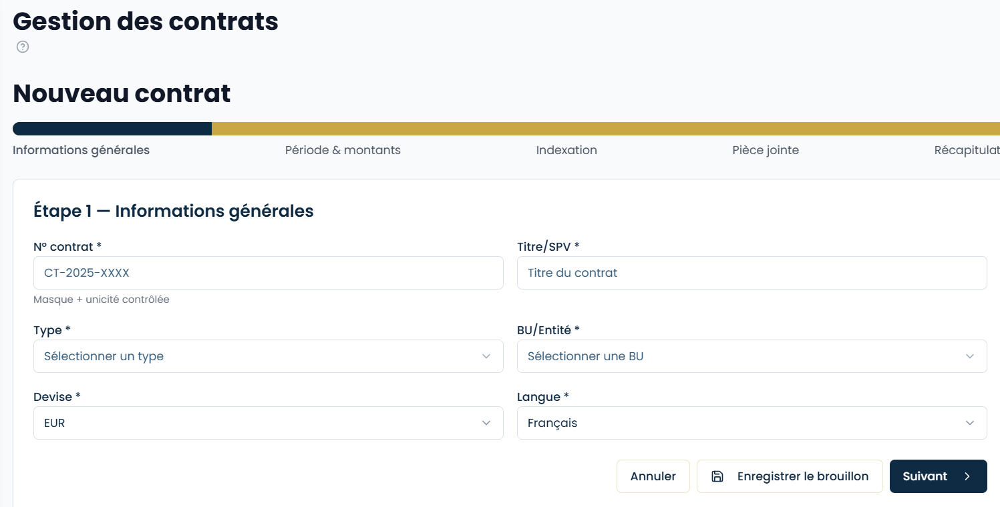 Gestion des contrats
Nouveau contrat
Informations générales Période & montants Indexation Pièce jointe Récapitulat
Étape 1 — Informations générales
N° contrat * Titre/SPV *
CT-2025-XXXX Titre du contrat
Masque + unicité contrôlée
Type * BU/Entité *
Sélectionner un type Sélectionner une BU
Devise * Langue *
EUR Français
Annuler Enregistrer le brouillon Suivant